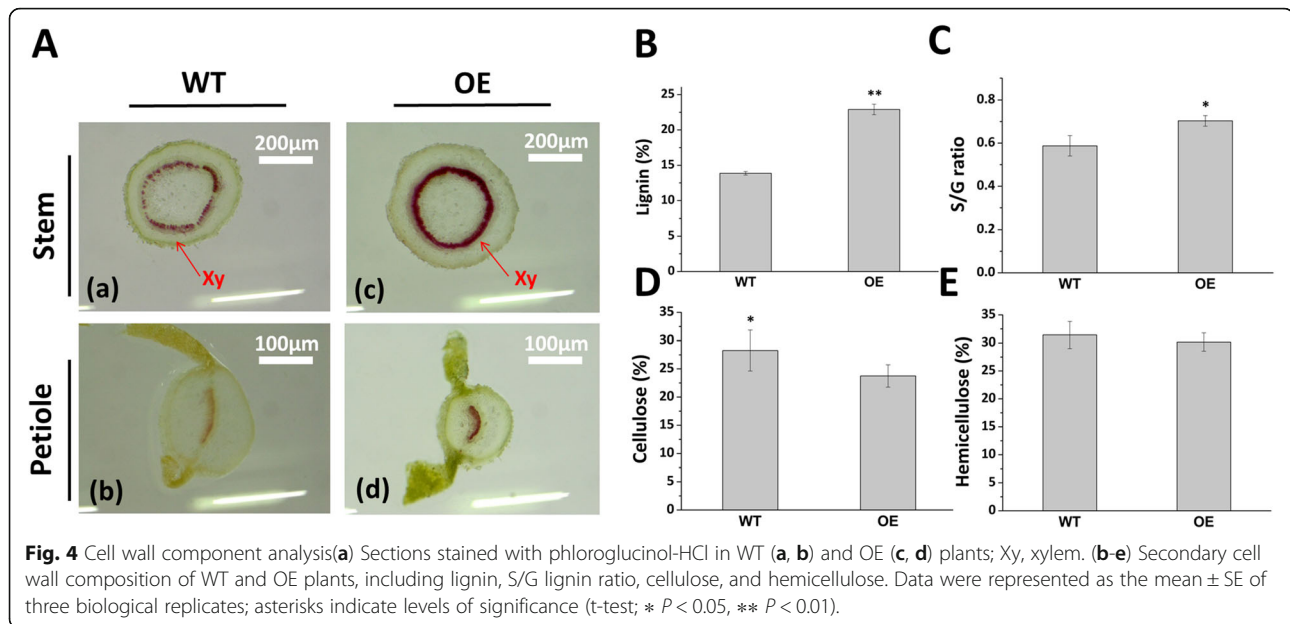 A
WT
OE
Stem
200µm
Xy
(a)
200µm
Xy
(c)
Petiole
100µm
(b)
100µm
(d)
B
Lignin (%)
25
20
15
10
5
0
**
WT
OE
C
S/G ratio
0.8
0.6
0.4
0.2
0.0
*
WT
OE
D
Cellulose (%)
35
30
25
20
15
10
5
0
*
WT
OE
E
Hemicellulose (%)
35
30
25
20
15
10
5
0
WT
OE
Fig. 4 Cell wall component analysis(a) Sections stained with phloroglucinol-HCl in WT (a, b) and OE (c, d) plants; Xy, xylem. (b-e) Secondary cell
wall composition of WT and OE plants, including lignin, S/G lignin ratio, cellulose, and hemicellulose. Data were represented as the mean ± SE of
three biological replicates; asterisks indicate levels of significance (t-test; * P < 0.05, ** P < 0.01).